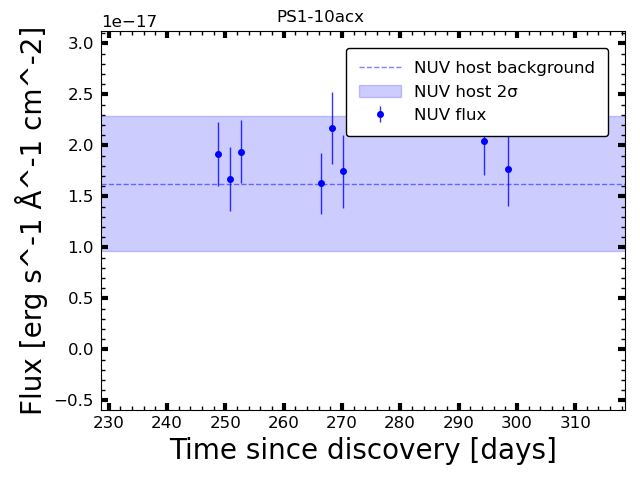 PS1-10acx
1e−17
3.0
2.5
2.0
1.5
1.0
0.5
0.0
−0.5
Flux [erg s^-1 Å^-1 cm^-2]
NUV host background
NUV host 2σ
NUV flux
230 240 250 260 270 280 290 300 310
Time since discovery [days]